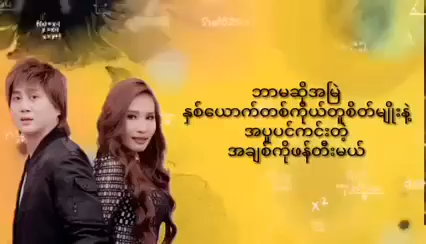 ဘာမဆိုအမြဲ
နှစ်ယောက်တစ်ကိုယ်တူစိတ်မျိုးနဲ့
အပူပင်ကင်းတဲ့
အချစ်ကိုဖန်တီးမယ်